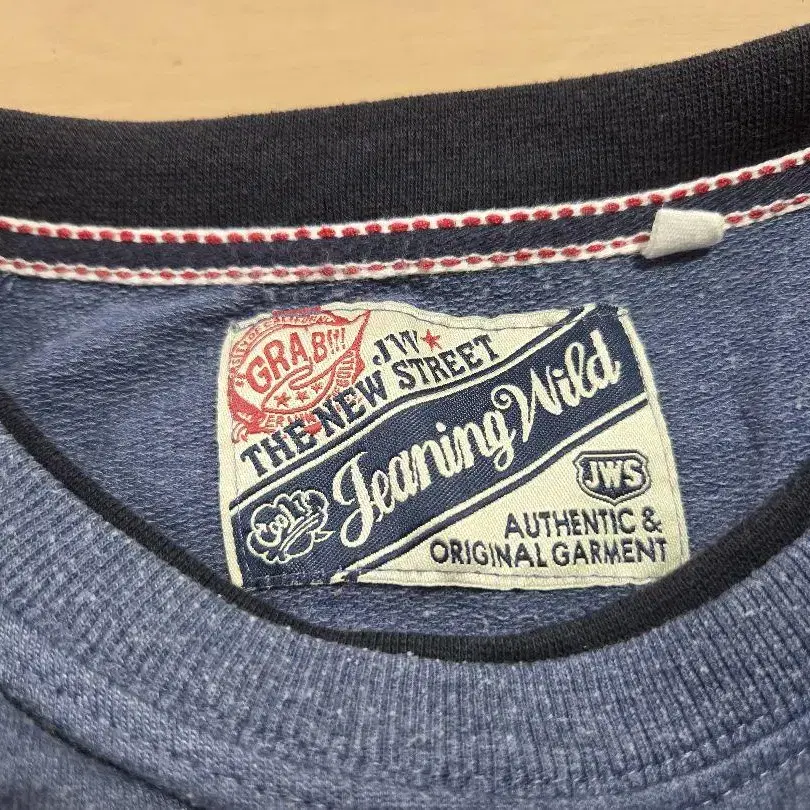 GRAB!!!
JW
THE NEW STREET
Jeaning Wild
JWS
AUTHENTIC &
ORIGINAL GARMENT